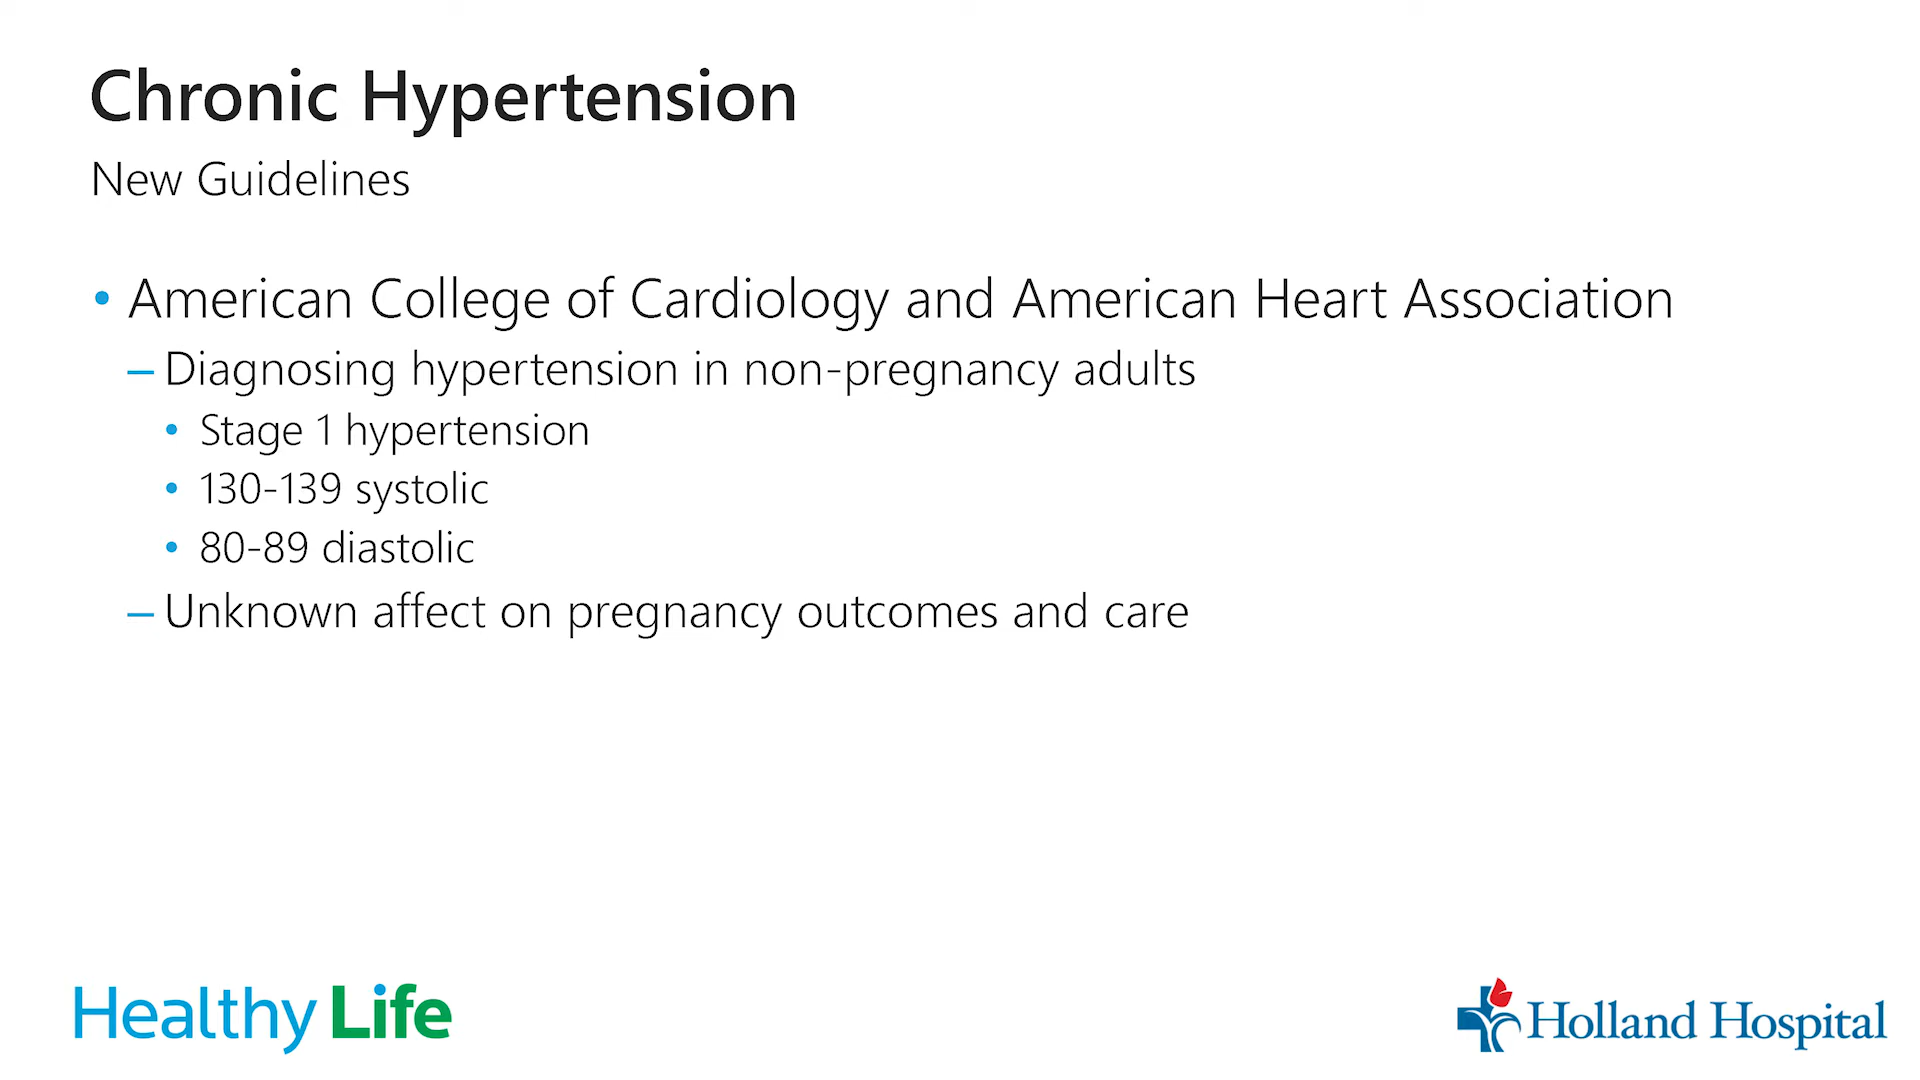 Chronic Hypertension
New Guidelines
• American College of Cardiology and American Heart Association
– Diagnosing hypertension in non-pregnancy adults
• Stage 1 hypertension
• 130-139 systolic
• 80-89 diastolic
– Unknown affect on pregnancy outcomes and care
Healthy Life
Holland Hospital